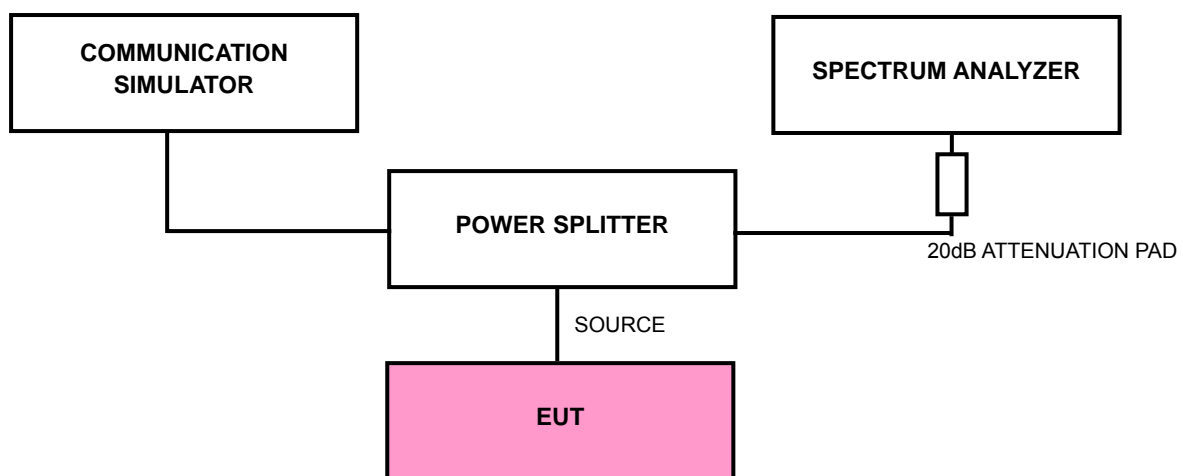 COMMUNICATION
SIMULATOR
SPECTRUM ANALYZER
POWER SPLITTER
20dB ATTENUATION PAD
SOURCE
EUT